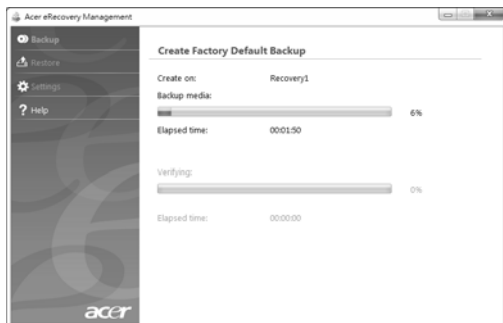 Acer eRecovery Management
Backup
Restore
Settings
? Help
acer
Create Factory Default Backup
Create on: Recovery1
Backup media:
6%
Elapsed time: 00:01:50
Verifying:
0%
Elapsed time: 00:00:00